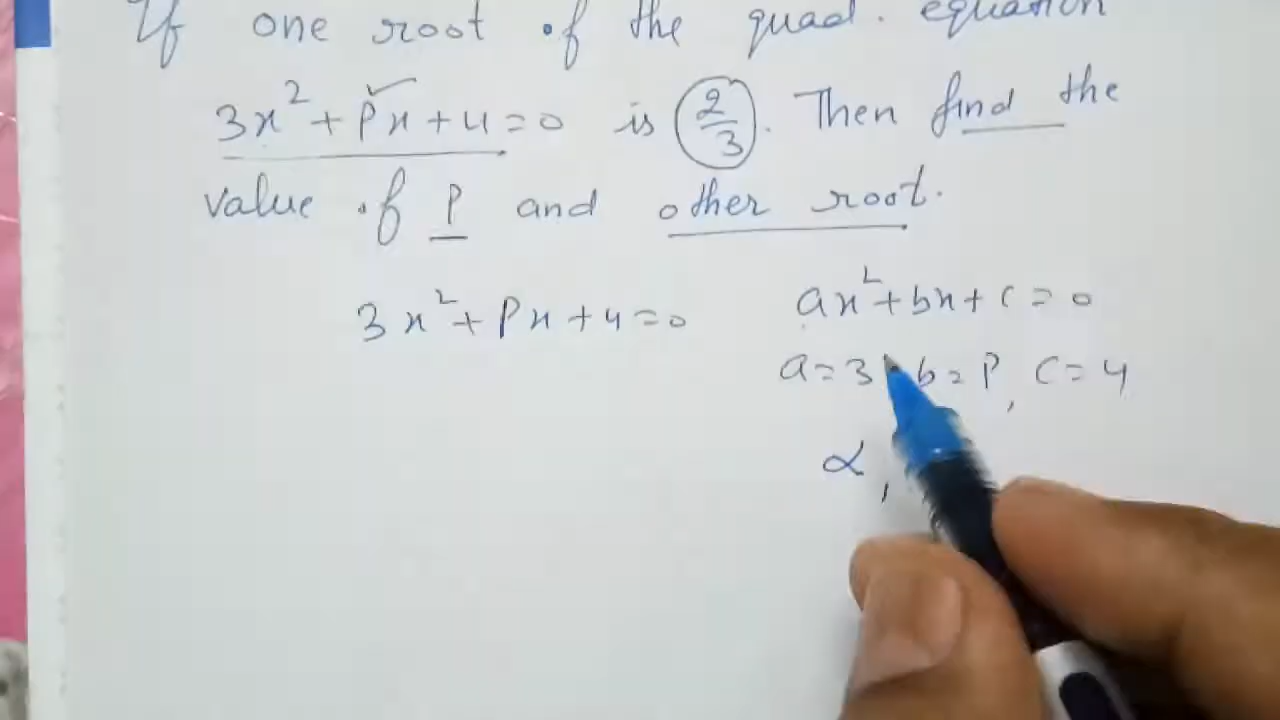 If one root of the quad. equation
3x² + Px + 4 = 0 is 2/3. Then find the
value of P and other root.
3x² + Px + 4 = 0
ax² + bx + c = 0
a = 3, b = P, c = 4
α,